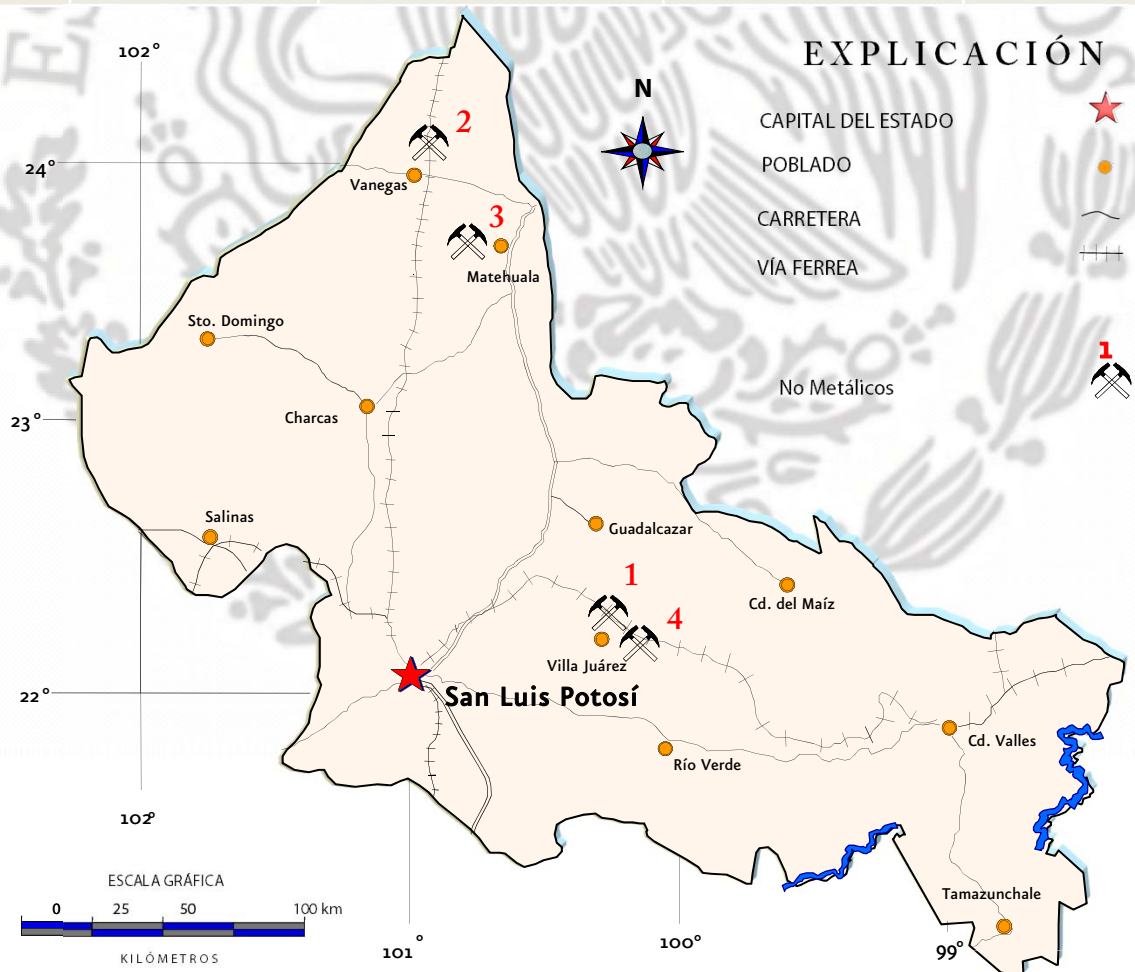 102°
EXPLICACIÓN
N
CAPITAL DEL ESTADO
2
24°
POBLADO
Vanegas
3
CARRETERA
Matehuala
VÍA FERREA
Sto. Domingo
1
No Metálicos
23°
Charcas
Salinas
Guadalcazar
1
Cd. del Maíz
4
Villa Juárez
22°
San Luis Potosí
Cd. Valles
Río Verde
102°
ESCALA GRÁFICA
Tamazunchale
0 25 50 100 km
KILÓMETROS
101°
100°
99°